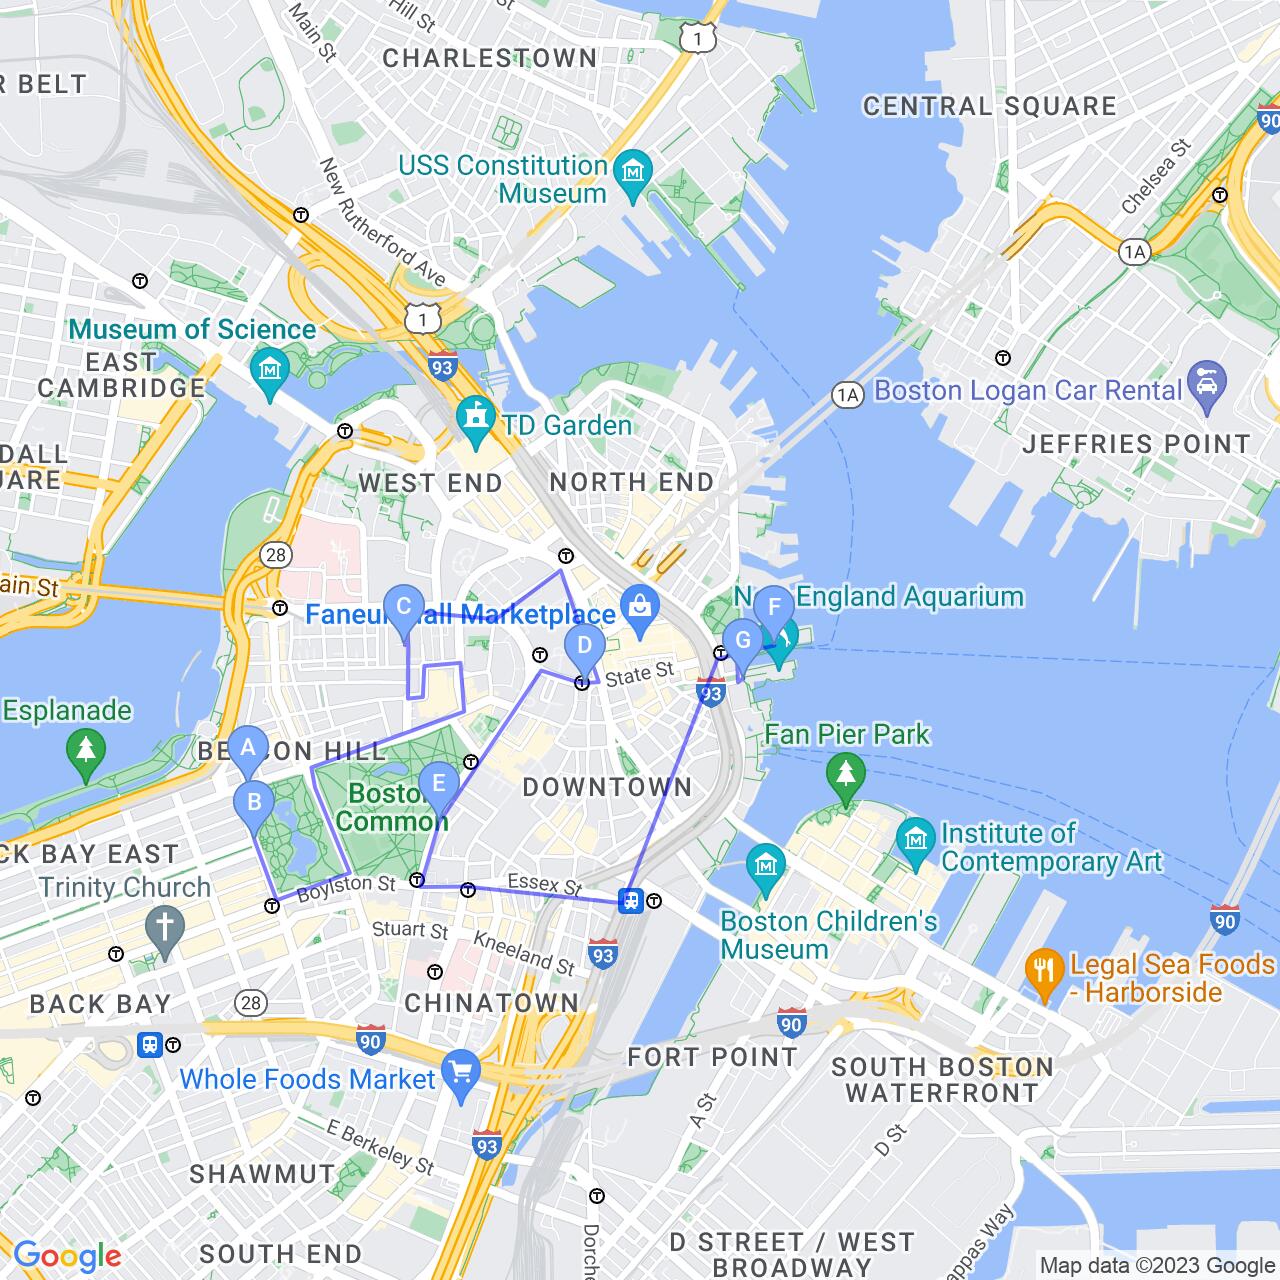 Hill St
Main St
CHARLESTOWN
1
R BELT
CENTRAL SQUARE
90
USS Constitution
Museum
Chelsea St
New Rutherford Ave
1A
1
Museum of Science
EAST
CAMBRIDGE
93
1A
Boston Logan Car Rental
TD Garden
JEFFRIES POINT
DALL
UARE
WEST END
NORTH END
28
ain St
C
Faneuil Hall Marketplace
New England Aquarium
F
D
G
State St
93
Esplanade
A
BEACON HILL
Fan Pier Park
B
E
Boston
Common
DOWNTOWN
CK BAY EAST
Trinity Church
Boylston St
Essex St
Institute of
Contemporary Art
Stuart St
Kneeland St
93
Boston Children's
Museum
90
Legal Sea Foods
- Harborside
BACK BAY
28
CHINATOWN
90
90
FORT POINT
SOUTH BOSTON
WATERFRONT
Whole Foods Market
A St
D St
E Berkeley St
93
SHAWMUT
SOUTH END
Dorche
D STREET / WEST
BROADWAY
appas Way
Google
Map data ©2023 Google